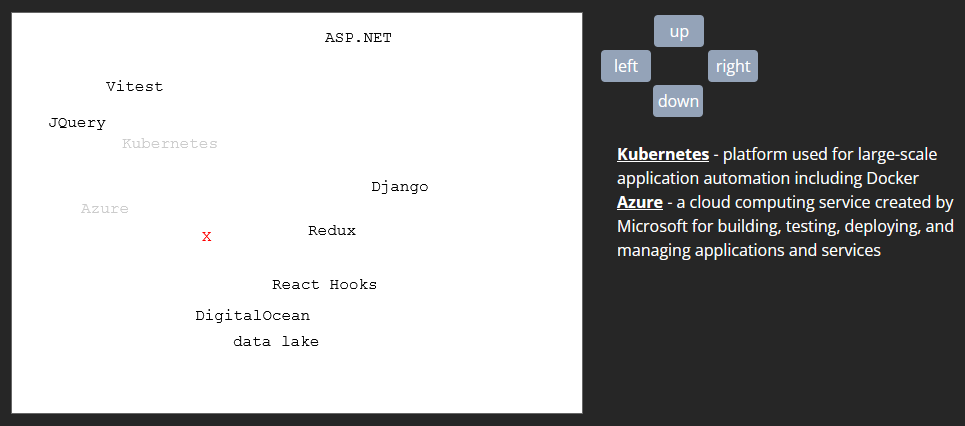 ASP.NET
Vitest
JQuery
Kubernetes
Django
Azure
Redux
X
React Hooks
DigitalOcean
data lake
up
left
right
down
Kubernetes - platform used for large-scale
application automation including Docker
Azure - a cloud computing service created by
Microsoft for building, testing, deploying, and
managing applications and services